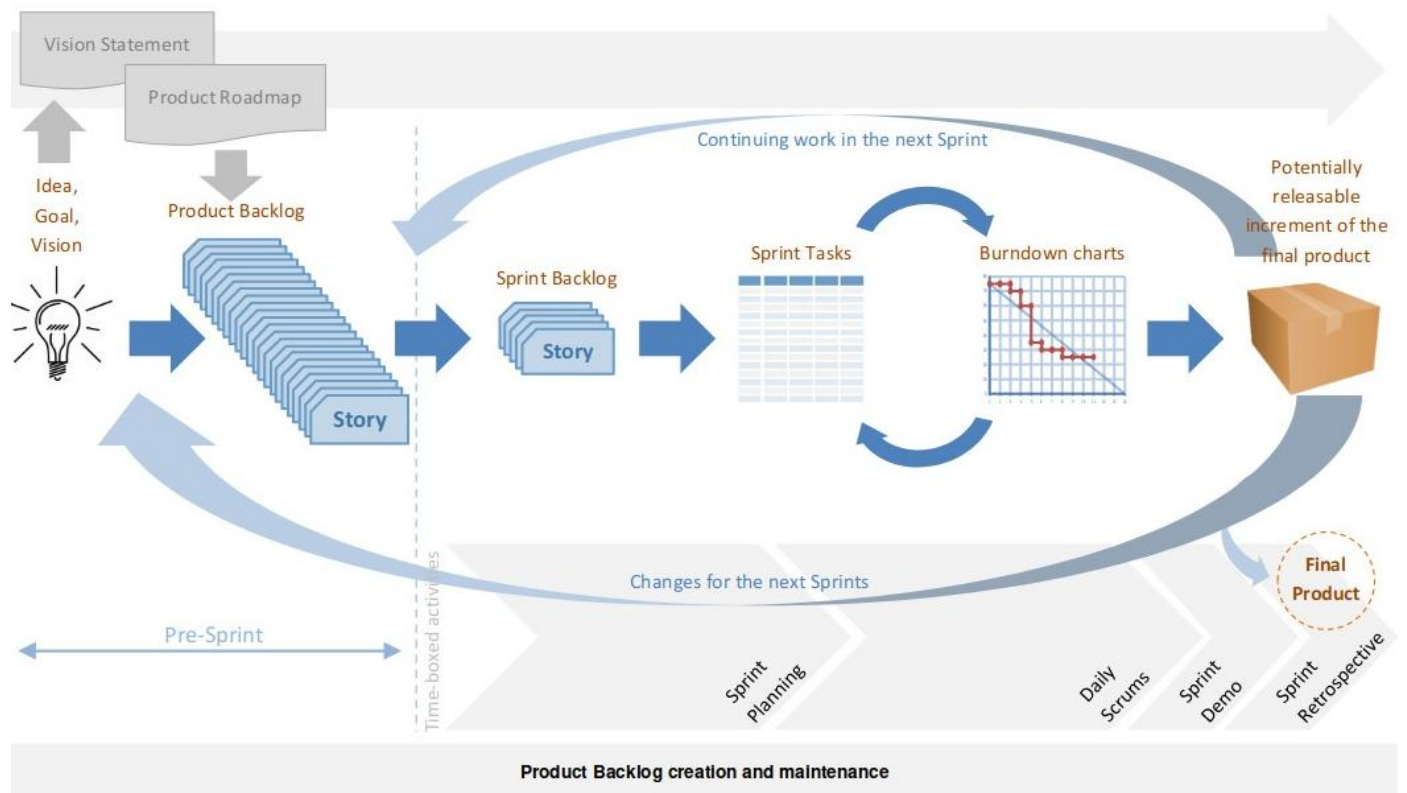 Vision Statement
Product Roadmap
Continuing work in the next Sprint
Idea,
Goal,
Vision
Product Backlog
Potentially
releasable
increment of the
final product
Sprint Tasks
Burndown charts
Sprint Backlog
Story
Story
Changes for the next Sprints
Final
Product
Pre-Sprint
Time-boxed activities
Sprint
Planning
Daily
Scrums
Sprint
Demo
Sprint
Retrospective
Product Backlog creation and maintenance